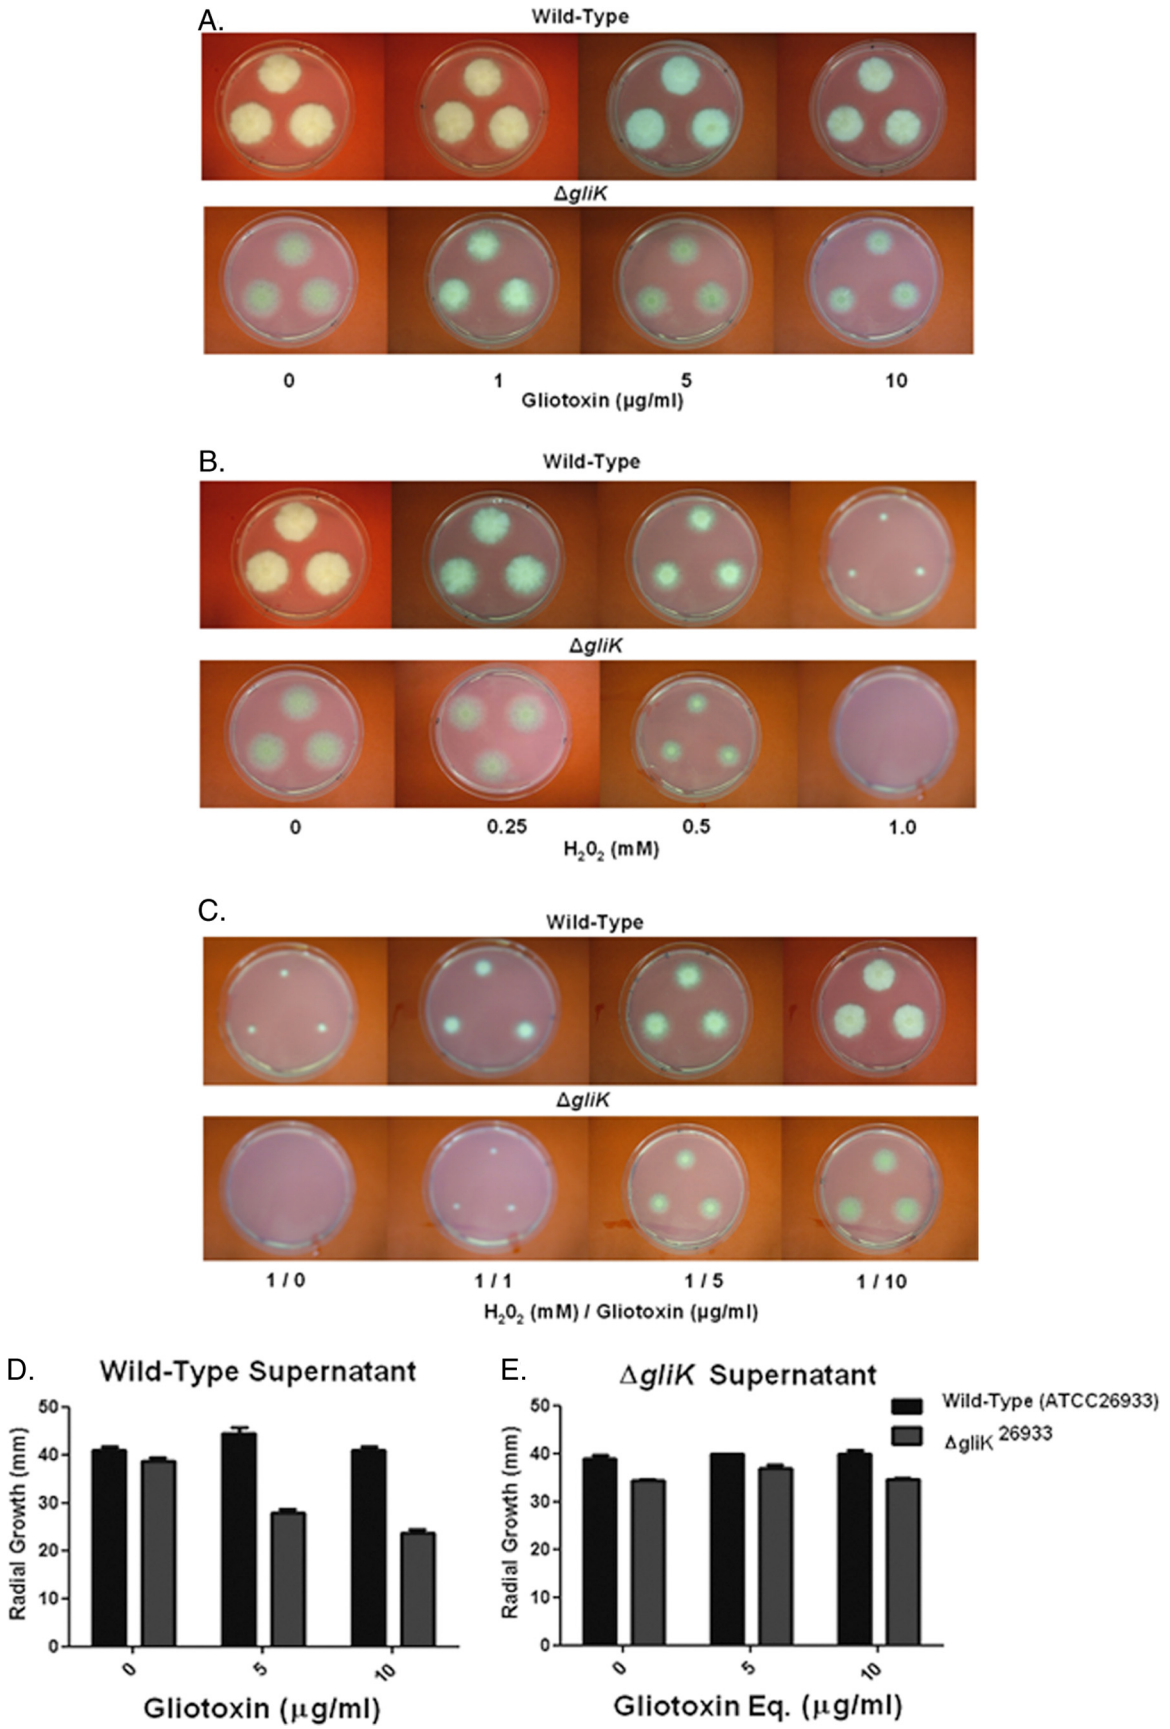 A.
Wild-Type
ΔgliK
0 1 5 10
Gliotoxin (µg/ml)
B.
Wild-Type
ΔgliK
0 0.25 0.5 1.0
H₂0₂ (mM)
C.
Wild-Type
ΔgliK
1 / 0 1 / 1 1 / 5 1 / 10
H₂0₂ (mM) / Gliotoxin (µg/ml)
D.
Wild-Type Supernatant
Radial Growth (mm)
50
40
30
20
10
0
0 5 10
Gliotoxin (µg/ml)
E.
ΔgliK Supernatant
Wild-Type (ATCC26933)
ΔgliK 26933
Radial Growth (mm)
50
40
30
20
10
0
0 5 10
Gliotoxin Eq. (µg/ml)